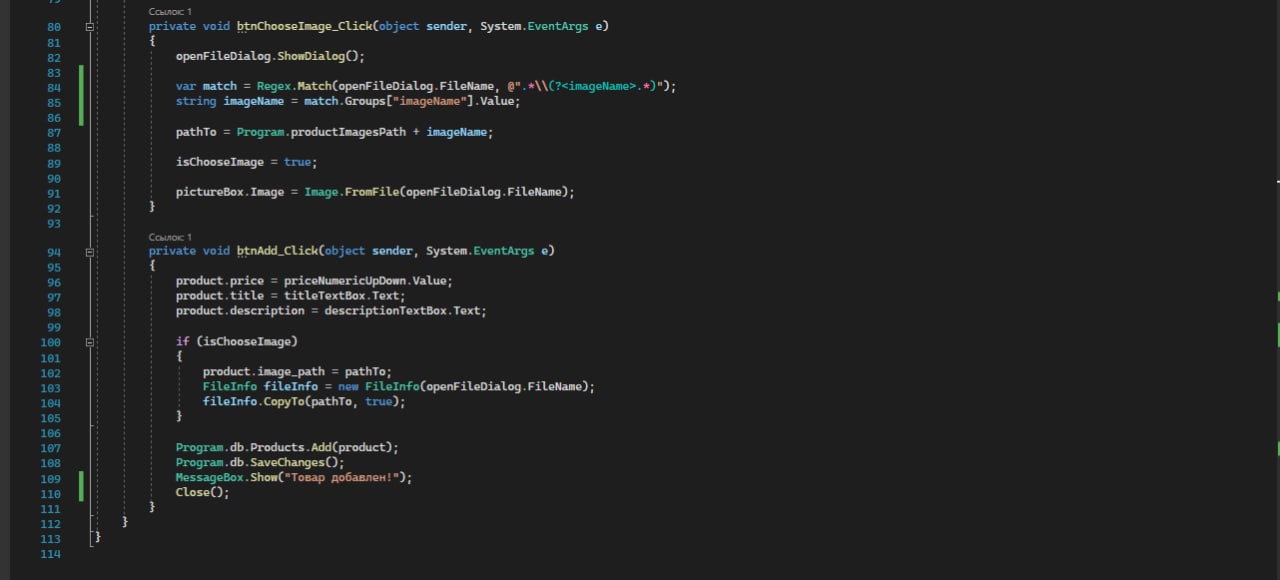 79
Ссылок: 1
80 private void btnChooseImage_Click(object sender, System.EventArgs e)
81 {
82 openFileDialog.ShowDialog();
83
84 var match = Regex.Match(openFileDialog.FileName, @".*\\(?<imageName>.*)");
85 string imageName = match.Groups["imageName"].Value;
86
87 pathTo = Program.productImagesPath + imageName;
88
89 isChooseImage = true;
90
91 pictureBox.Image = Image.FromFile(openFileDialog.FileName);
92 }
93
Ссылок: 1
94 private void btnAdd_Click(object sender, System.EventArgs e)
95 {
96 product.price = priceNumericUpDown.Value;
97 product.title = titleTextBox.Text;
98 product.description = descriptionTextBox.Text;
99
100 if (isChooseImage)
101 {
102 product.image_path = pathTo;
103 FileInfo fileInfo = new FileInfo(openFileDialog.FileName);
104 fileInfo.CopyTo(pathTo, true);
105 }
106
107 Program.db.Products.Add(product);
108 Program.db.SaveChanges();
109 MessageBox.Show("Товар добавлен!");
110 Close();
111 }
112 }
113 }
114